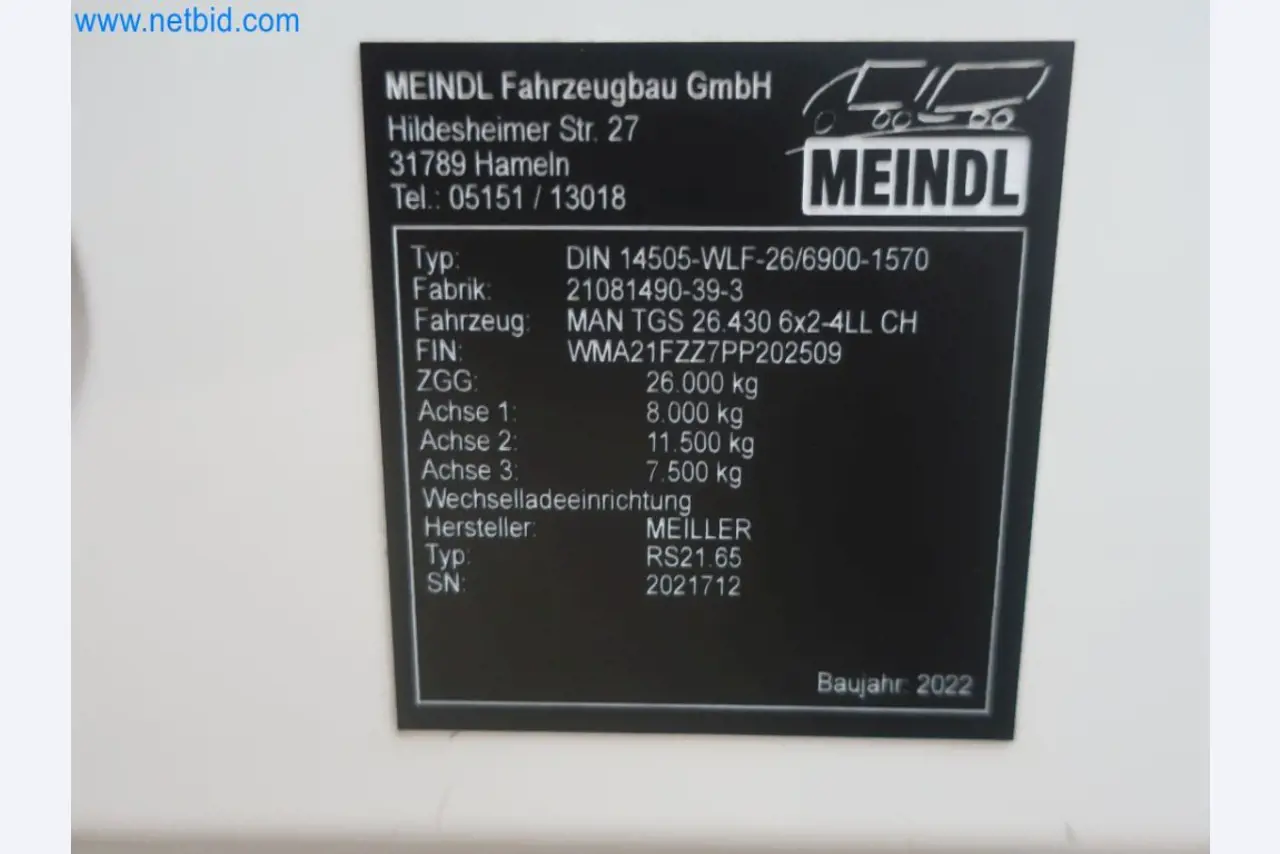 www.netbid.com
MEINDL Fahrzeugbau GmbH
Hildesheimer Str. 27
31789 Hameln
Tel.: 05151 / 13018
MEINDL
Typ: DIN 14505-WLF-26/6900-1570
Fabrik: 21081490-39-3
Fahrzeug: MAN TGS 26.430 6x2-4LL CH
FIN: WMA21FZZ7PP202509
ZGG: 26.000 kg
Achse 1: 8.000 kg
Achse 2: 11.500 kg
Achse 3: 7.500 kg
Wechselladeeinrichtung
Hersteller: MEILLER
Typ: RS21.65
SN: 2021712
Baujahr: 2022